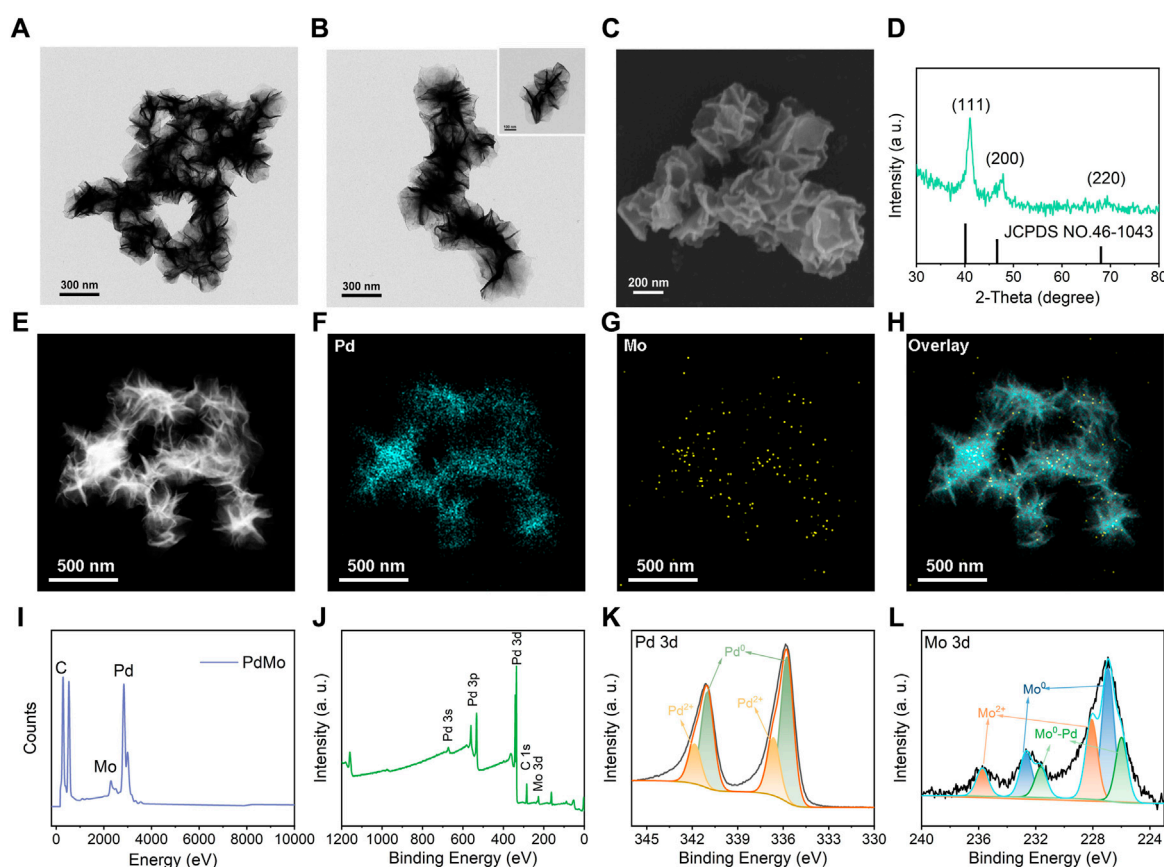 A
300 nm
B
100 nm
300 nm
C
200 nm
D
Intensity (a. u.)
(111)
(200)
(220)
JCPDS NO.46-1043
30 40 50 60 70 80
2-Theta (degree)
E
500 nm
F
Pd
500 nm
G
Mo
500 nm
H
Overlay
500 nm
I
Counts
C
Mo
Pd
PdMo
0 2000 4000 6000 8000 10000
Energy (eV)
J
Intensity (a. u.)
Pd 3s
Pd 3p
Pd 3d
C 1s
Mo 3d
1200 1000 800 600 400 200 0
Binding Energy (eV)
K
Intensity (a. u.)
Pd 3d
Pd⁰
Pd²⁺
Pd²⁺
345 342 339 336 333 330
Binding Energy (eV)
L
Intensity (a. u.)
Mo 3d
Mo⁰
Mo²⁺
Mo⁰-Pd
240 236 232 228 224
Binding Energy (eV)